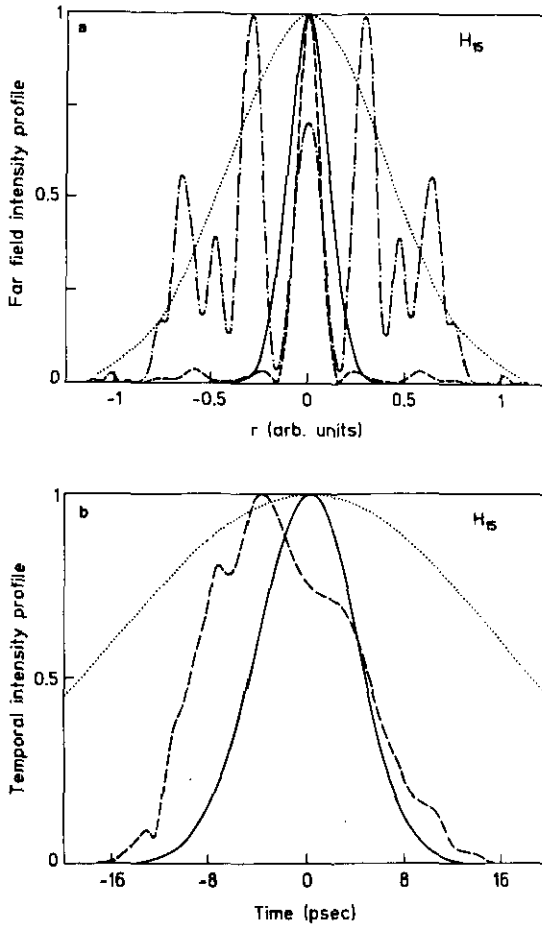 a
H₁₅
Far field intensity profile
1
0.5
0
-1 -0.5 0 0.5 1
r (arb. units)
b
H₁₅
Temporal intensity profile
1
0.5
0
-16 -8 0 8 16
Time (psec)